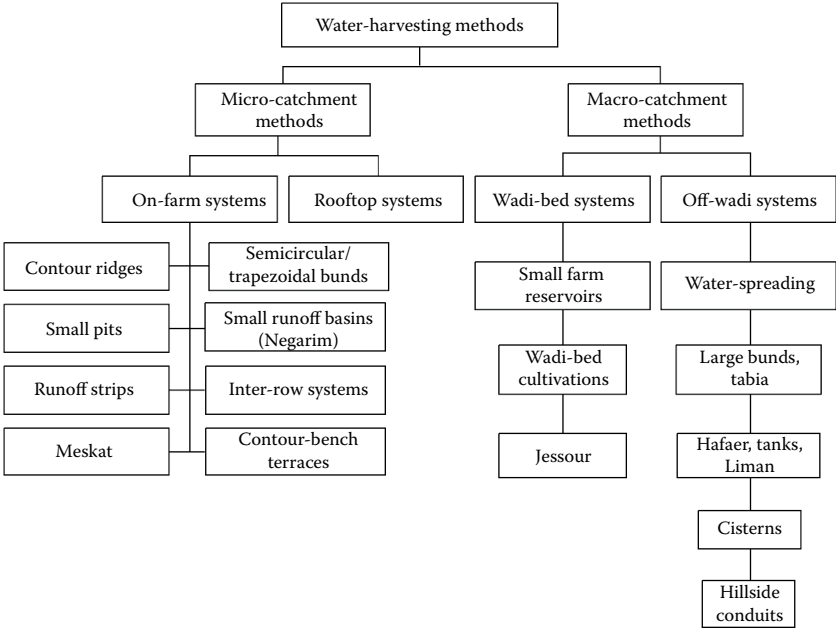 Water-harvesting methods
Micro-catchment
methods
Macro-catchment
methods
On-farm systems
Rooftop systems
Wadi-bed systems
Off-wadi systems
Contour ridges
Semicircular/
trapezoidal bunds
Small farm
reservoirs
Water-spreading
Small pits
Small runoff basins
(Negarim)
Wadi-bed
cultivations
Large bunds,
tabia
Runoff strips
Inter-row systems
Meskat
Contour-bench
terraces
Jessour
Hafaer, tanks,
Liman
Cisterns
Hillside
conduits